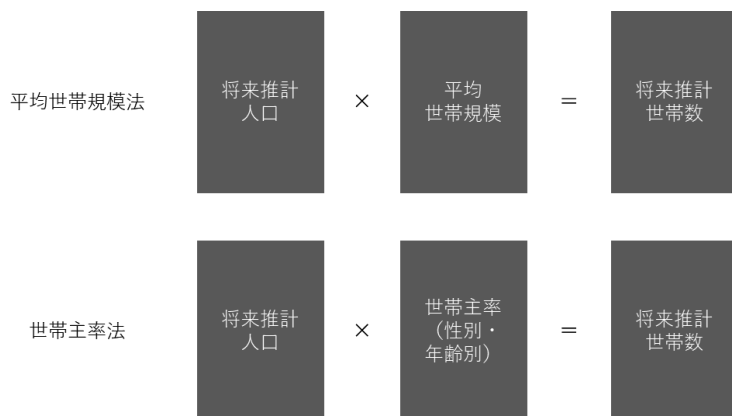 平均世帯規模法
将来推計
人口
×
平均
世帯規模
＝
将来推計
世帯数
世帯主率法
将来推計
人口
×
世帯主率
（性別・
年齢別）
＝
将来推計
世帯数